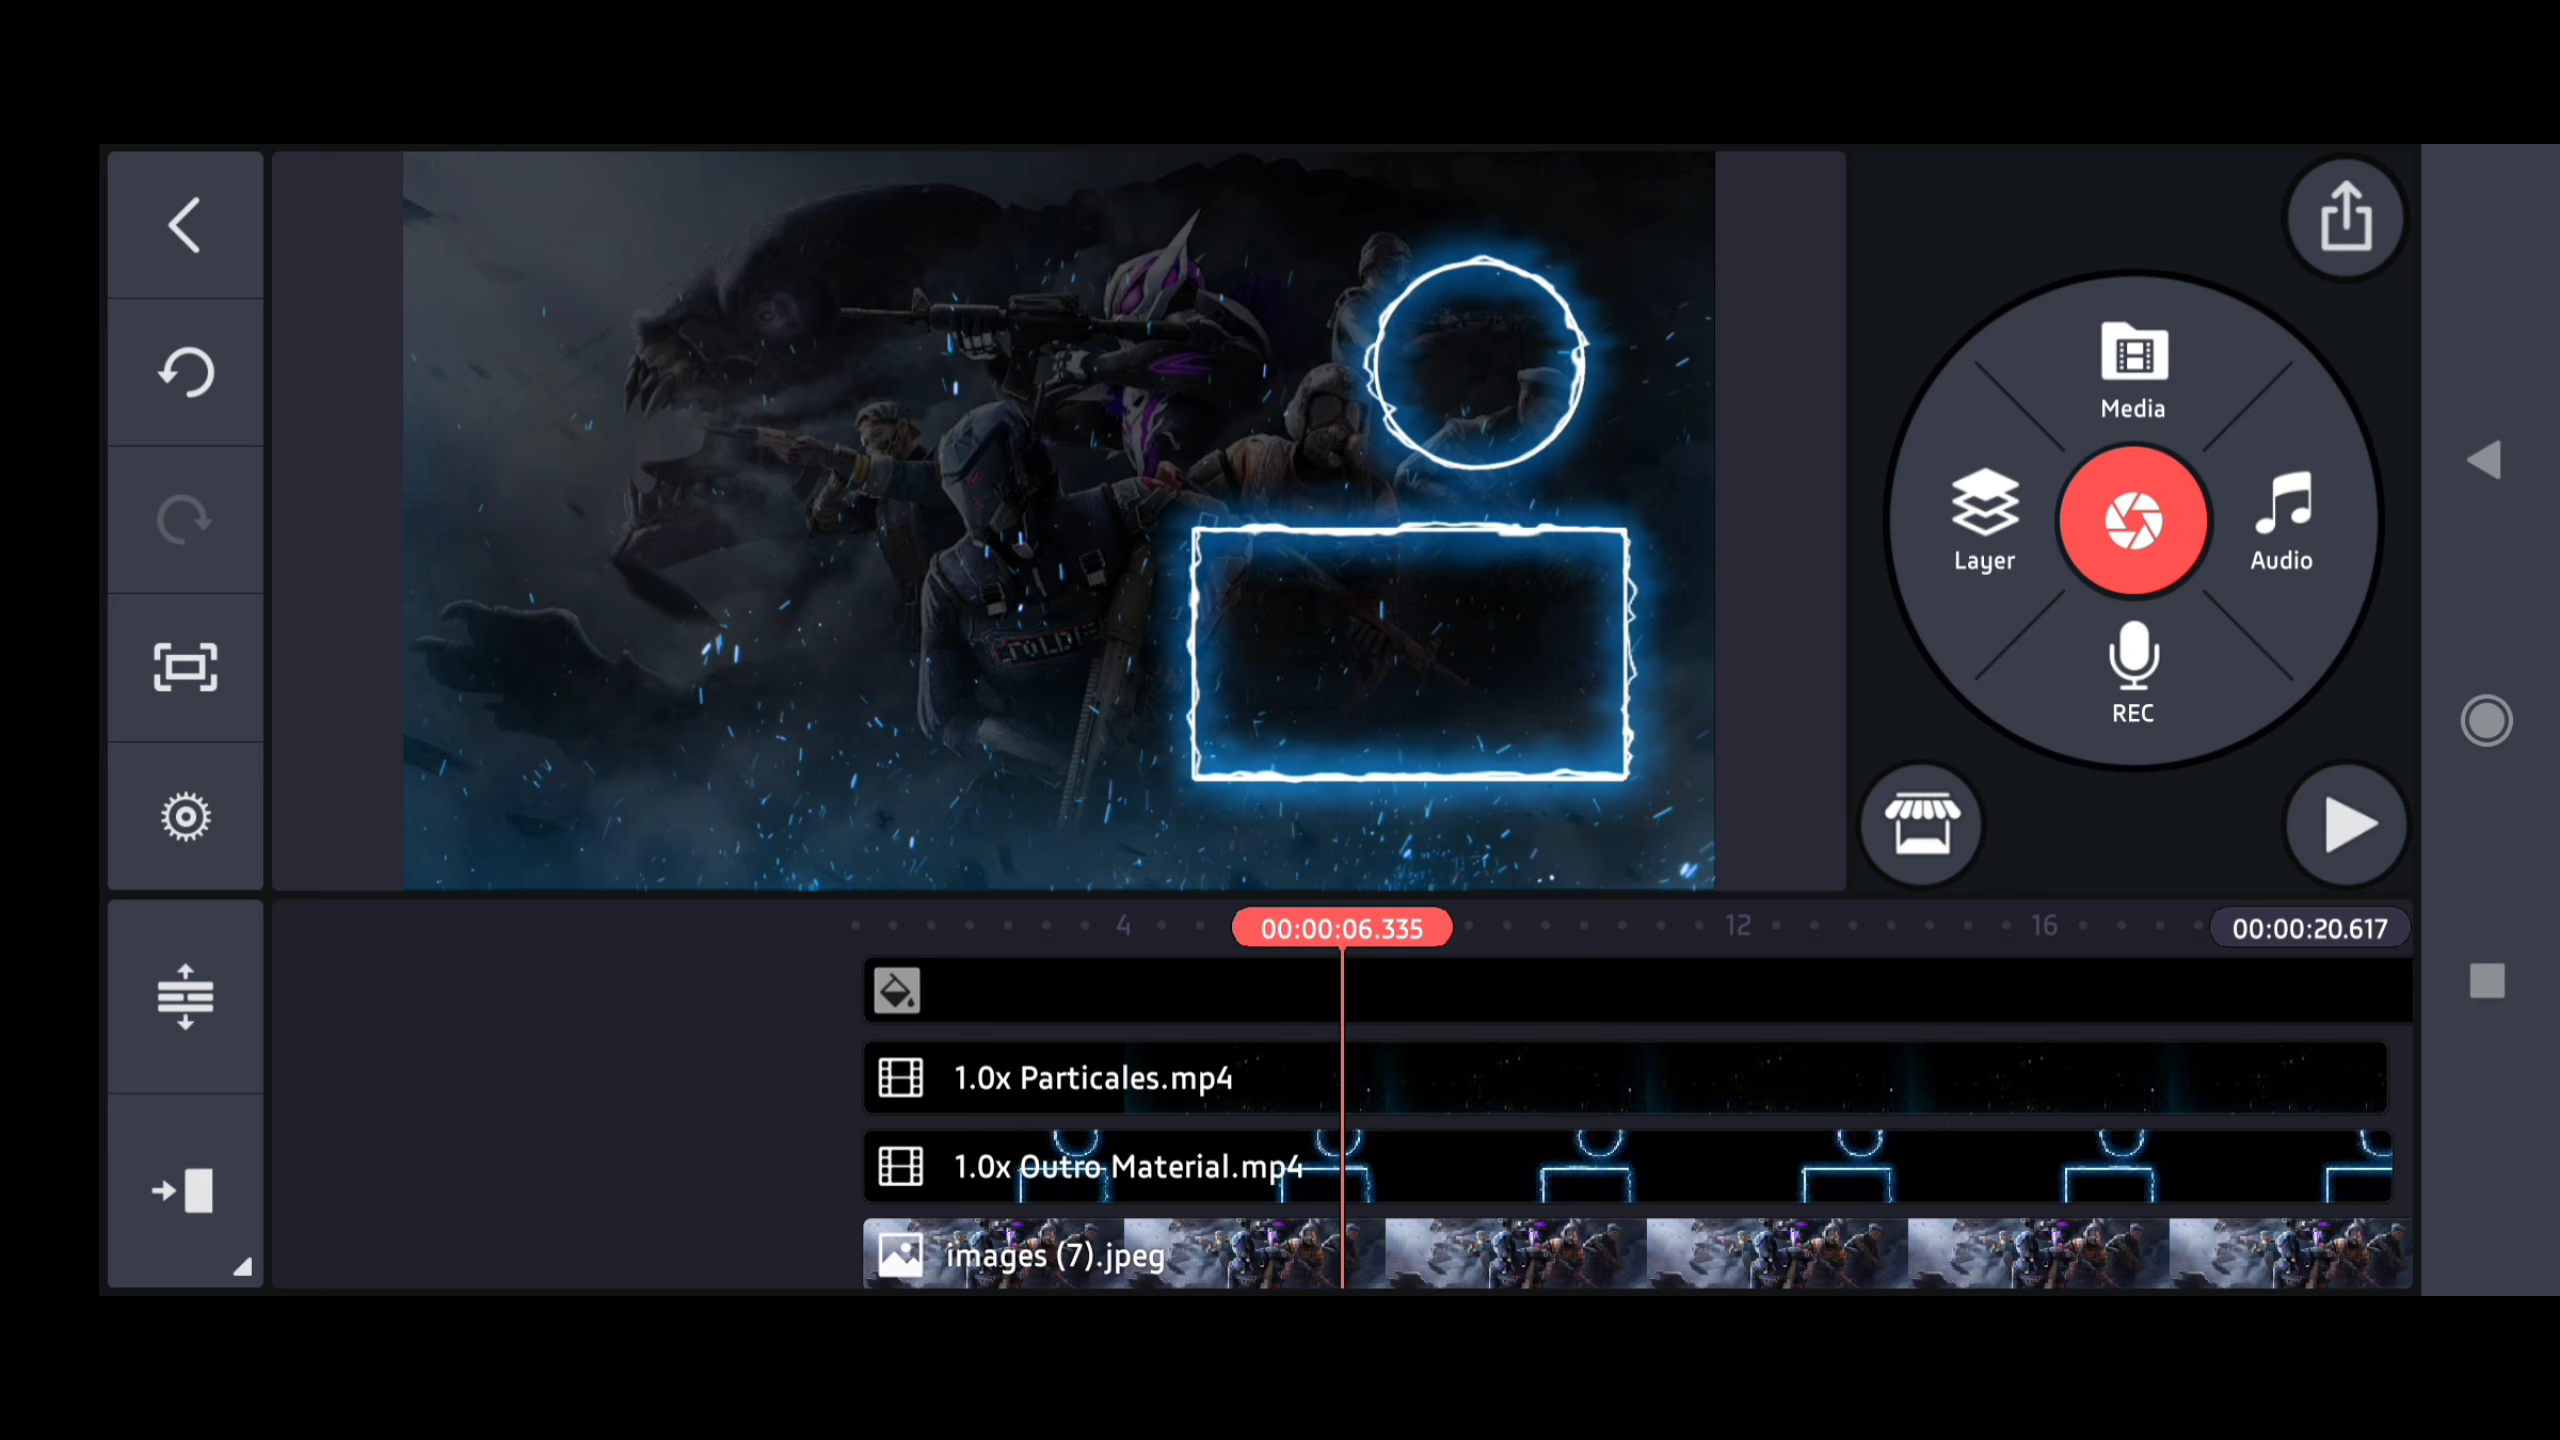 Media
Layer
Audio
REC
4
00:00:06.335
12
16
00:00:20.617
1.0x Particales.mp4
1.0x Outro Material.mp4
images (7).jpeg